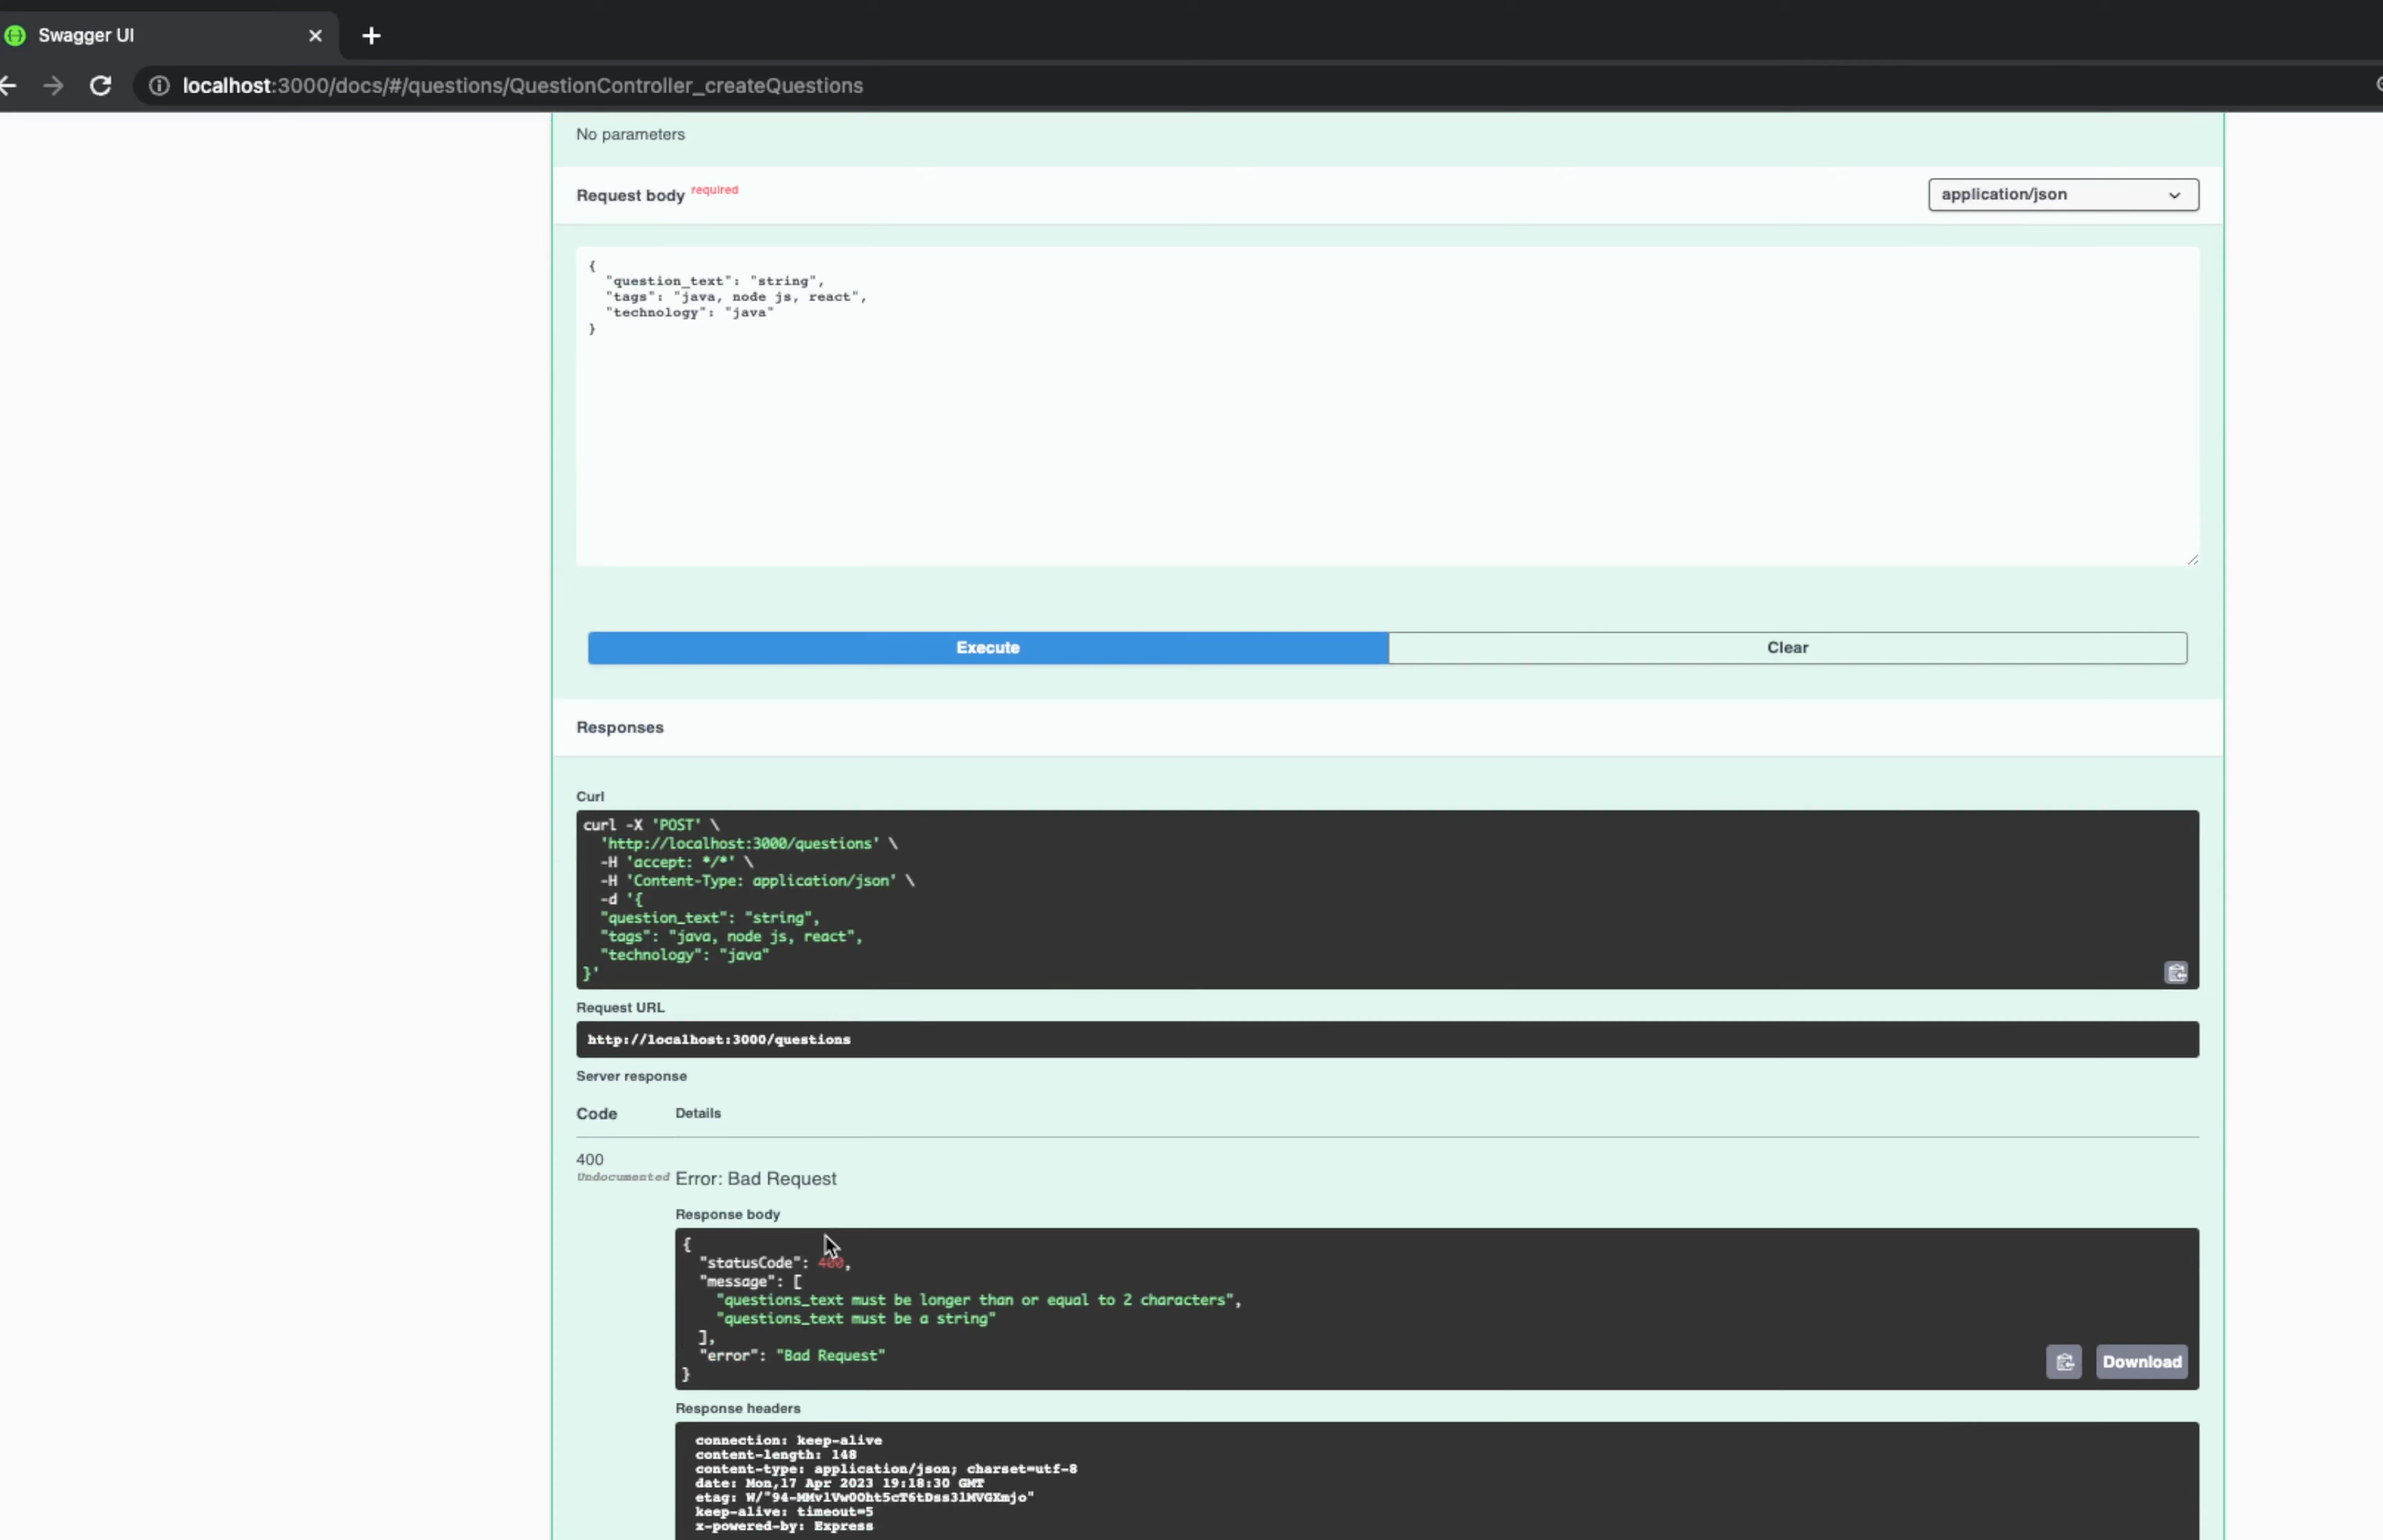 Swagger UI
localhost:3000/docs/#/questions/QuestionController_createQuestions
No parameters
Request body required
application/json
{
"question_text": "string",
"tags": "java, node js, react",
"technology": "java"
}
Execute
Clear
Responses
Curl
curl -X 'POST' \
'http://localhost:3000/questions' \
-H 'accept: */*' \
-H 'Content-Type: application/json' \
-d '{
"question_text": "string",
"tags": "java, node js, react",
"technology": "java"
}'
Request URL
http://localhost:3000/questions
Server response
Code Details
400
Undocumented Error: Bad Request
Response body
{
"statusCode": 400,
"message": [
"questions_text must be longer than or equal to 2 characters",
"questions_text must be a string"
],
"error": "Bad Request"
}
Download
Response headers
connection: keep-alive
content-length: 148
content-type: application/json; charset=utf-8
date: Mon,17 Apr 2023 19:18:30 GMT
etag:
keep-alive: timeout=5
x-powered-by: Express